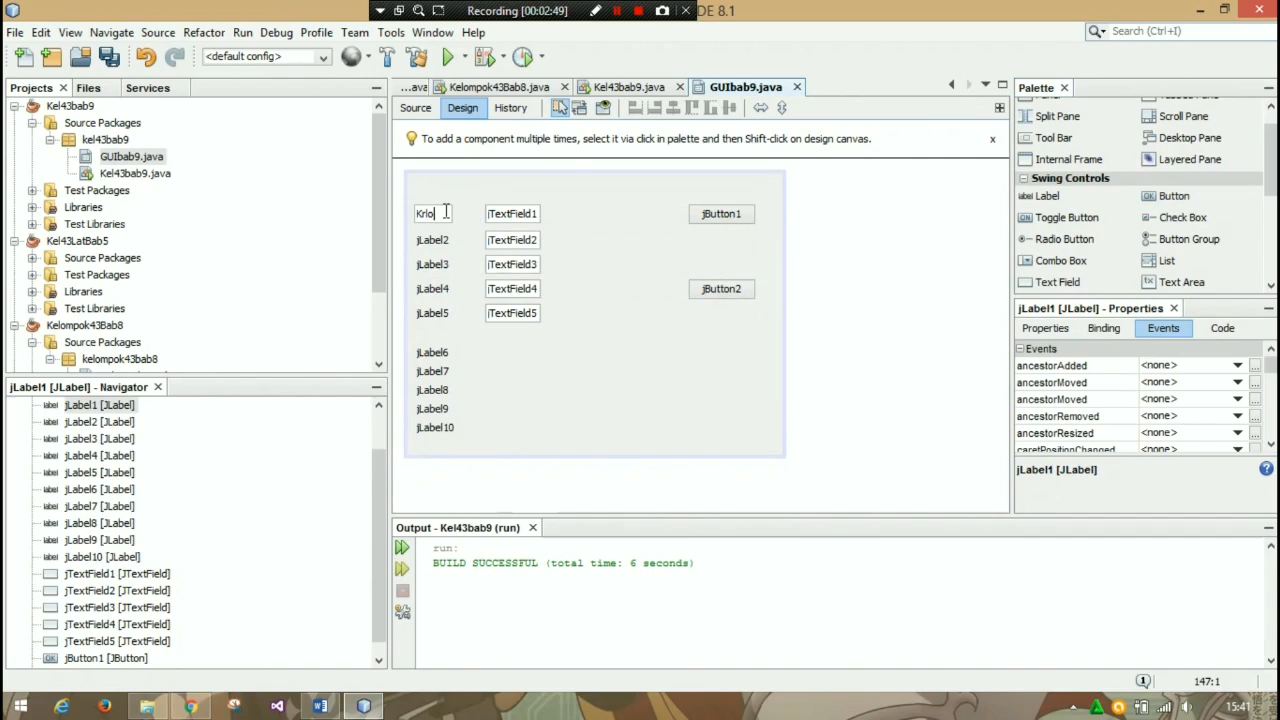 Recording [00:02:49]
DE 8.1
File Edit View Navigate Source Refactor Run Debug Profile Team Tools Window Help
Search (Ctrl+I)
<default config>
Projects
Files
Services
...ava
Kelompok43Bab8.java
Kel43bab9.java
GUIbab9.java
Palette
Source
Design
History
To add a component multiple times, select it via click in palette and then Shift-click on design canvas.
x
Kel43bab9
Source Packages
kel43bab9
GUIbab9.java
Kel43bab9.java
Test Packages
Libraries
Test Libraries
Kel43LatBab5
Source Packages
Test Packages
Libraries
Test Libraries
Kelompok43Bab8
Source Packages
kelompok43bab8
Krlo
jTextField1
jButton1
jLabel2
jTextField2
jLabel3
jTextField3
jLabel4
jTextField4
jButton2
jLabel5
jTextField5
jLabel6
jLabel7
jLabel8
jLabel9
jLabel10
Split Pane
Scroll Pane
Tool Bar
Desktop Pane
Internal Frame
Layered Pane
Swing Controls
Label
Button
Toggle Button
Check Box
Radio Button
Button Group
Combo Box
List
Text Field
Text Area
jLabel1 [JLabel] - Properties
Properties
Binding
Events
Code
Events
ancestorAdded <none>
ancestorMoved <none>
ancestorMoved <none>
ancestorRemoved <none>
ancestorResized <none>
caretPositionChanged <none>
jLabel1 [JLabel]
jLabel1 [JLabel] - Navigator
jLabel1 [JLabel]
jLabel2 [JLabel]
jLabel3 [JLabel]
jLabel4 [JLabel]
jLabel5 [JLabel]
jLabel6 [JLabel]
jLabel7 [JLabel]
jLabel8 [JLabel]
jLabel9 [JLabel]
jLabel10 [JLabel]
jTextField1 [JTextField]
jTextField2 [JTextField]
jTextField3 [JTextField]
jTextField4 [JTextField]
jTextField5 [JTextField]
jButton1 [JButton]
Output - Kel43bab9 (run)
run:
BUILD SUCCESSFUL (total time: 6 seconds)
147:1
15:41